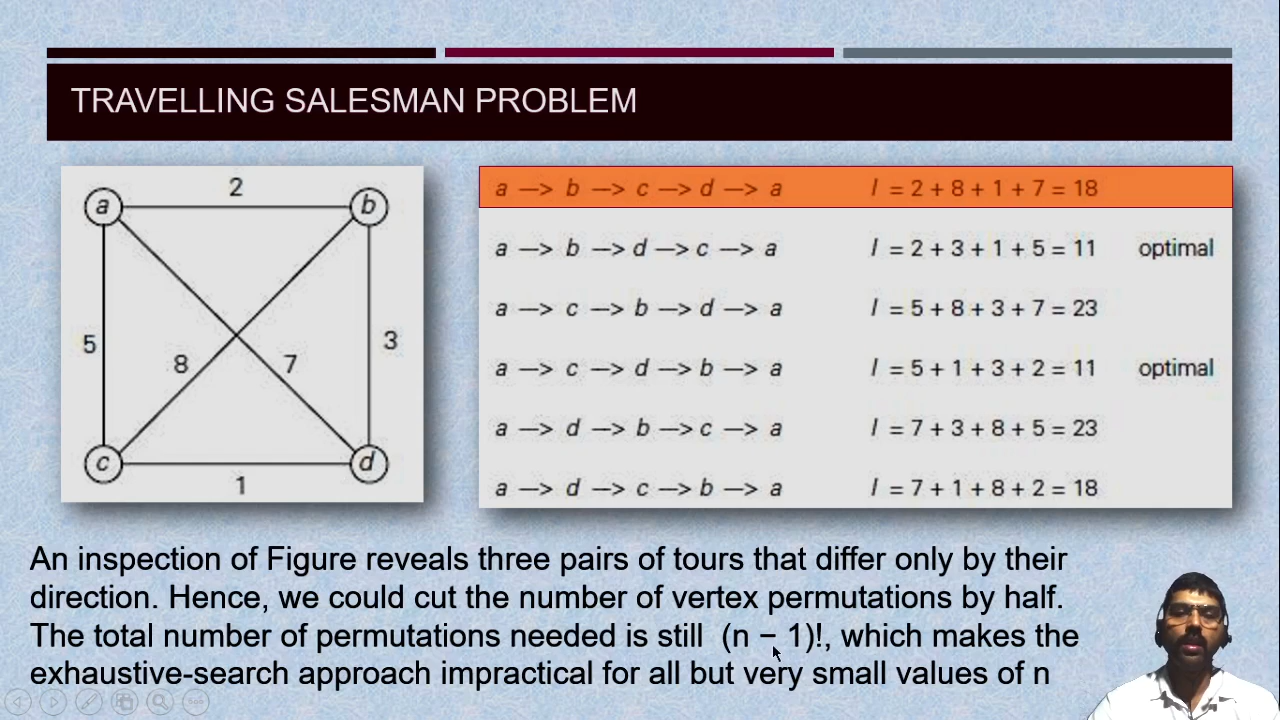 TRAVELLING SALESMAN PROBLEM
2
a
b
5
8
7
3
c
d
1
a —> b —> c —> d —> a l = 2 + 8 + 1 + 7 = 18
a —> b —> d —> c —> a l = 2 + 3 + 1 + 5 = 11 optimal
a —> c —> b —> d —> a l = 5 + 8 + 3 + 7 = 23
a —> c —> d —> b —> a l = 5 + 1 + 3 + 2 = 11 optimal
a —> d —> b —> c —> a l = 7 + 3 + 8 + 5 = 23
a —> d —> c —> b —> a l = 7 + 1 + 8 + 2 = 18
An inspection of Figure reveals three pairs of tours that differ only by their
direction. Hence, we could cut the number of vertex permutations by half.
The total number of permutations needed is still (n − 1)!, which makes the
exhaustive-search approach impractical for all but very small values of n